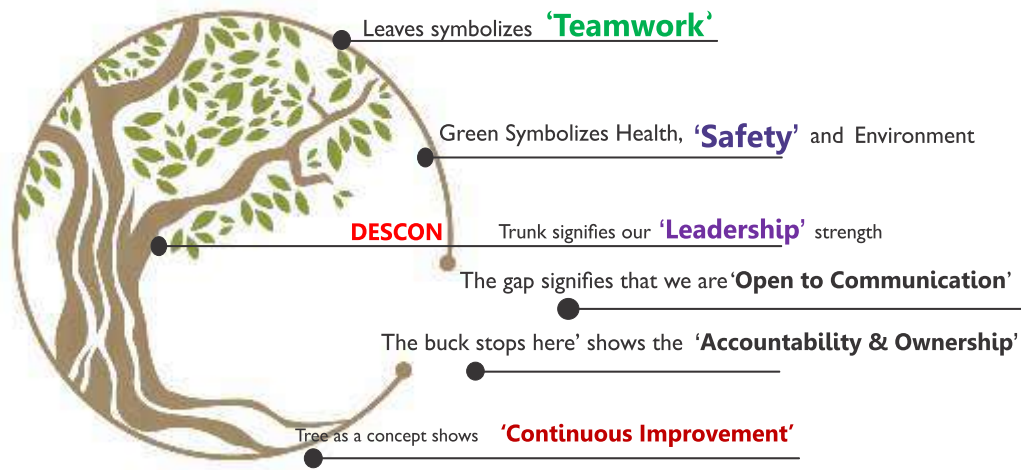 Leaves symbolizes ‘Teamwork’
Green Symbolizes Health, ‘Safety’ and Environment
DESCON Trunk signifies our ‘Leadership’ strength
The gap signifies that we are ‘Open to Communication’
The buck stops here’ shows the ‘Accountability & Ownership’
Tree as a concept shows ‘Continuous Improvement’